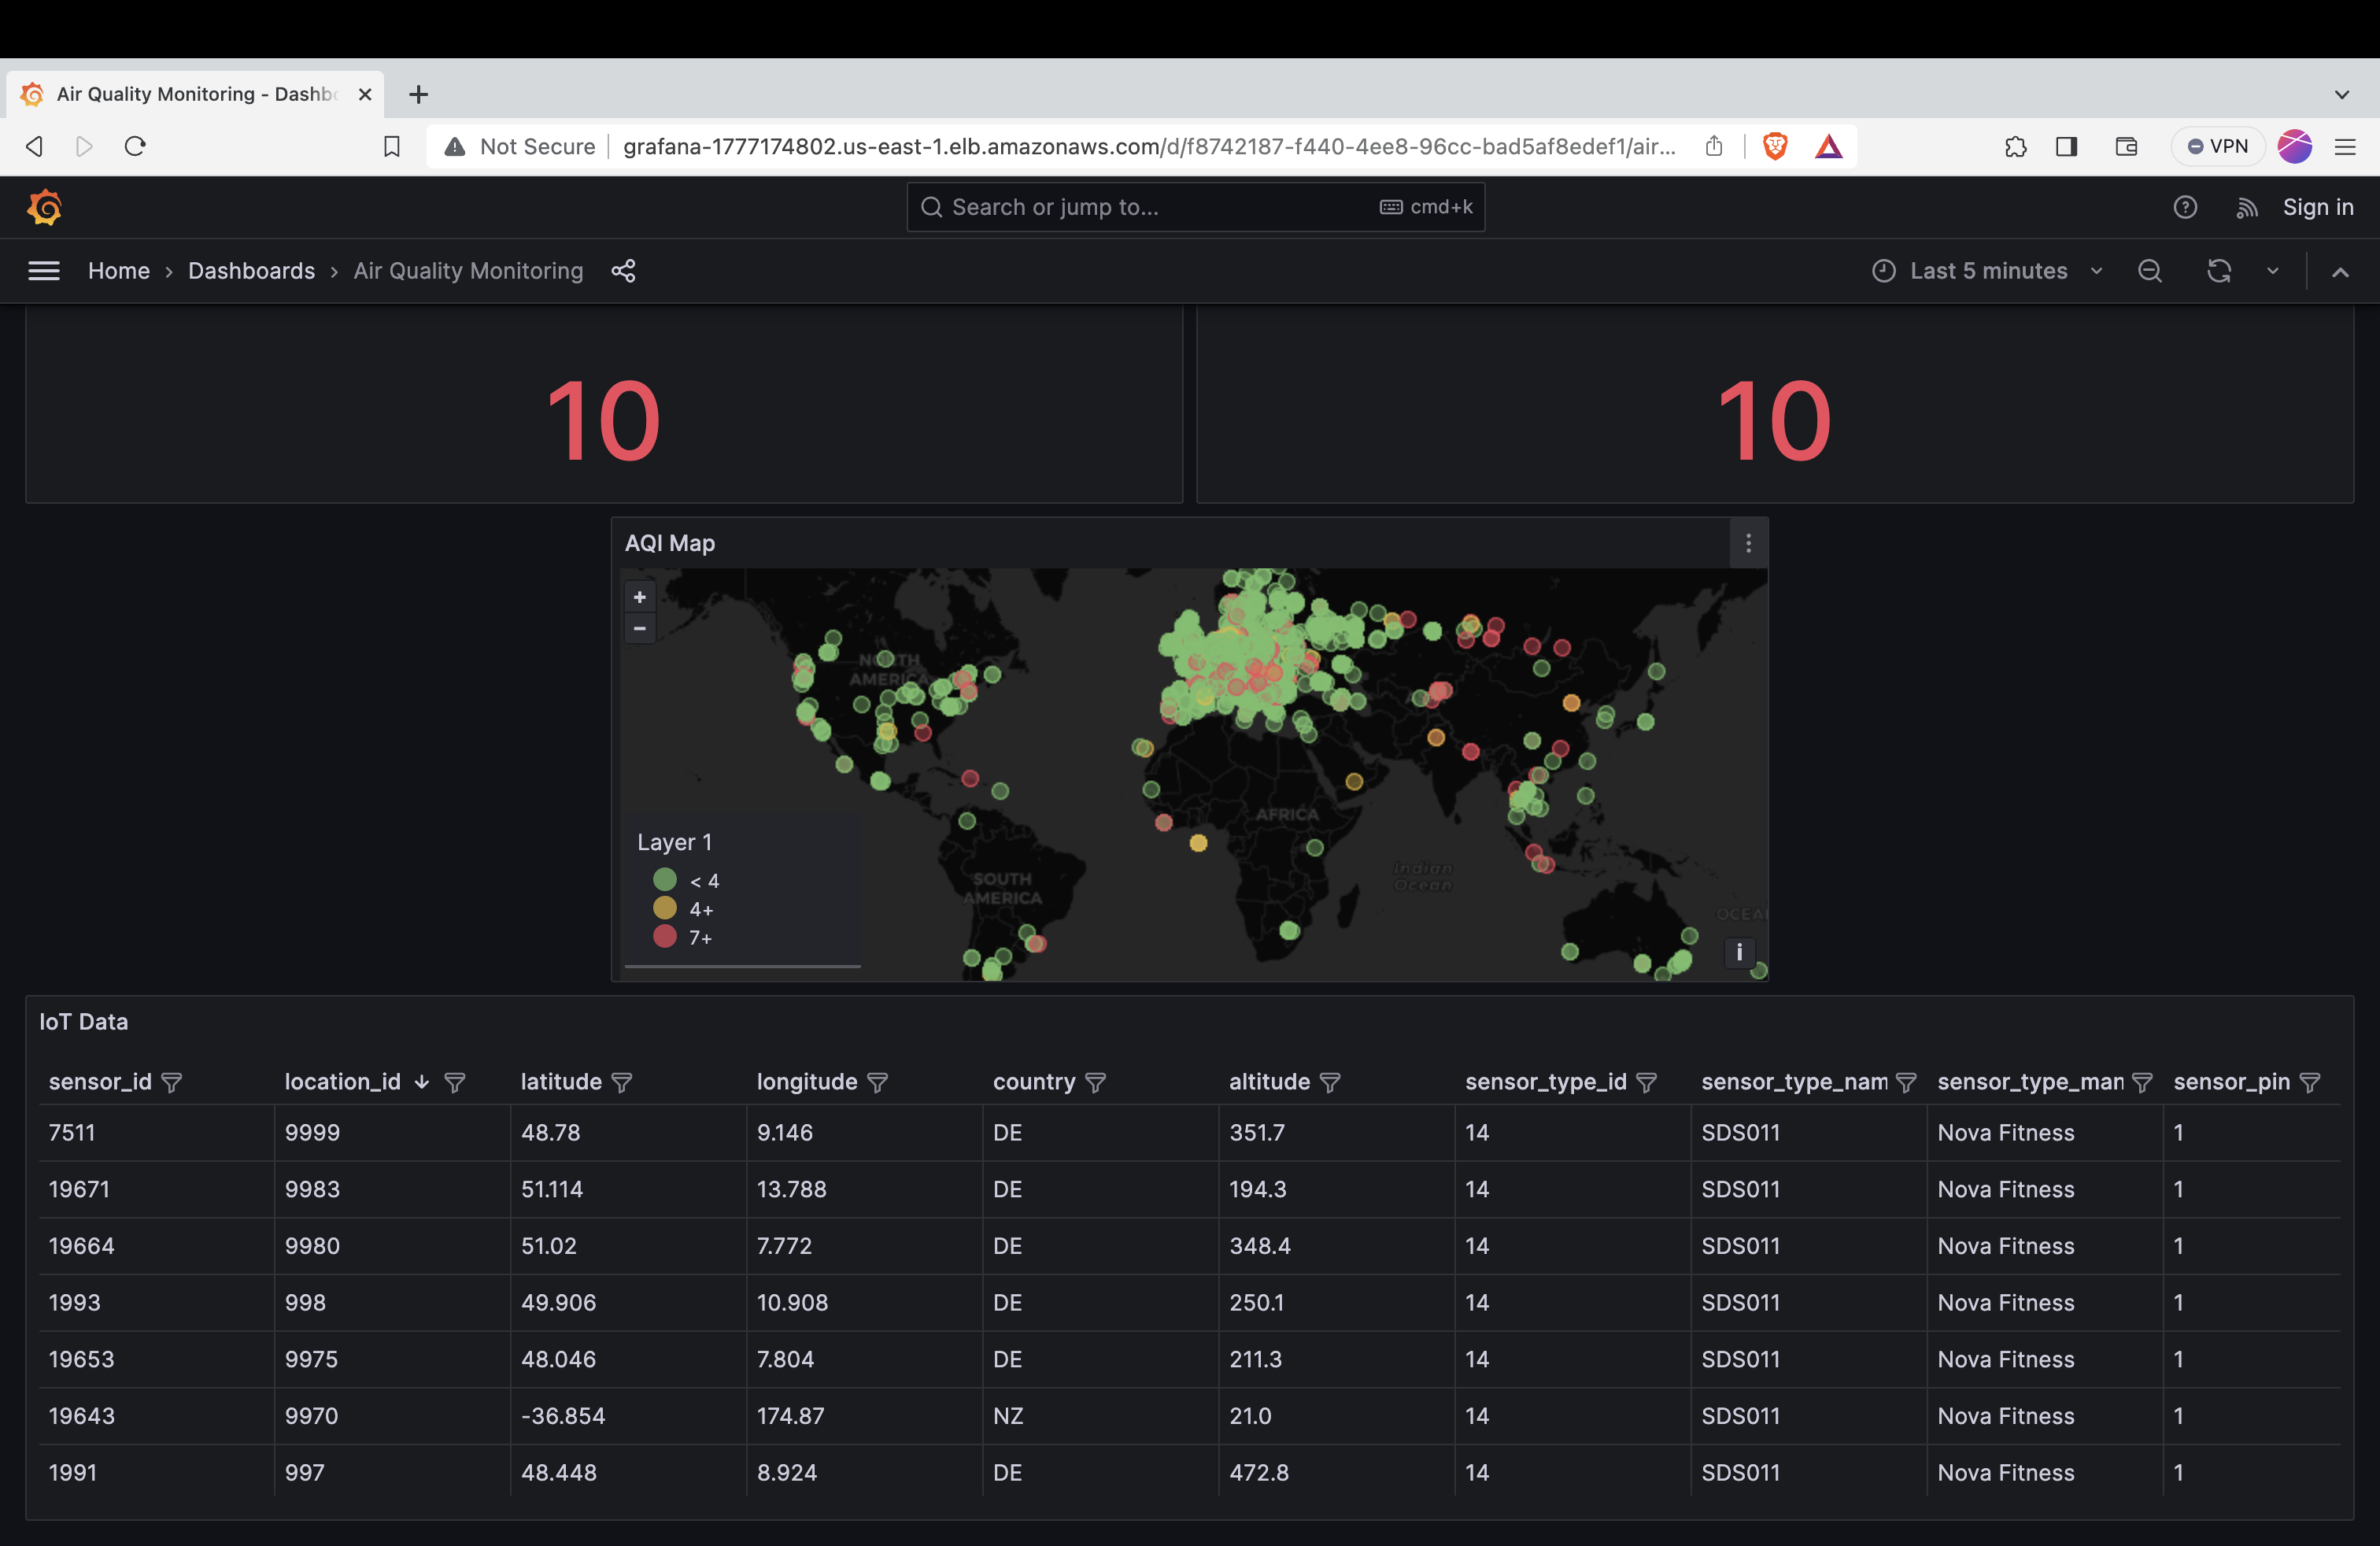 Air Quality Monitoring - Dashbo
Not Secure grafana-1777174802.us-east-1.elb.amazonaws.com/d/f8742187-f440-4ee8-96cc-bad5af8edef1/air... VPN
Search or jump to... cmd+k Sign in
Home › Dashboards › Air Quality Monitoring Last 5 minutes
10 10
AQI Map
+
−
NORTH
AMERICA
AFRICA
Indian
Ocean
SOUTH
AMERICA
OCEA
Layer 1
< 4
4+
7+
i
IoT Data
sensor_id location_id latitude longitude country altitude sensor_type_id sensor_type_nam sensor_type_man sensor_pin
7511 9999 48.78 9.146 DE 351.7 14 SDS011 Nova Fitness 1
19671 9983 51.114 13.788 DE 194.3 14 SDS011 Nova Fitness 1
19664 9980 51.02 7.772 DE 348.4 14 SDS011 Nova Fitness 1
1993 998 49.906 10.908 DE 250.1 14 SDS011 Nova Fitness 1
19653 9975 48.046 7.804 DE 211.3 14 SDS011 Nova Fitness 1
19643 9970 -36.854 174.87 NZ 21.0 14 SDS011 Nova Fitness 1
1991 997 48.448 8.924 DE 472.8 14 SDS011 Nova Fitness 1